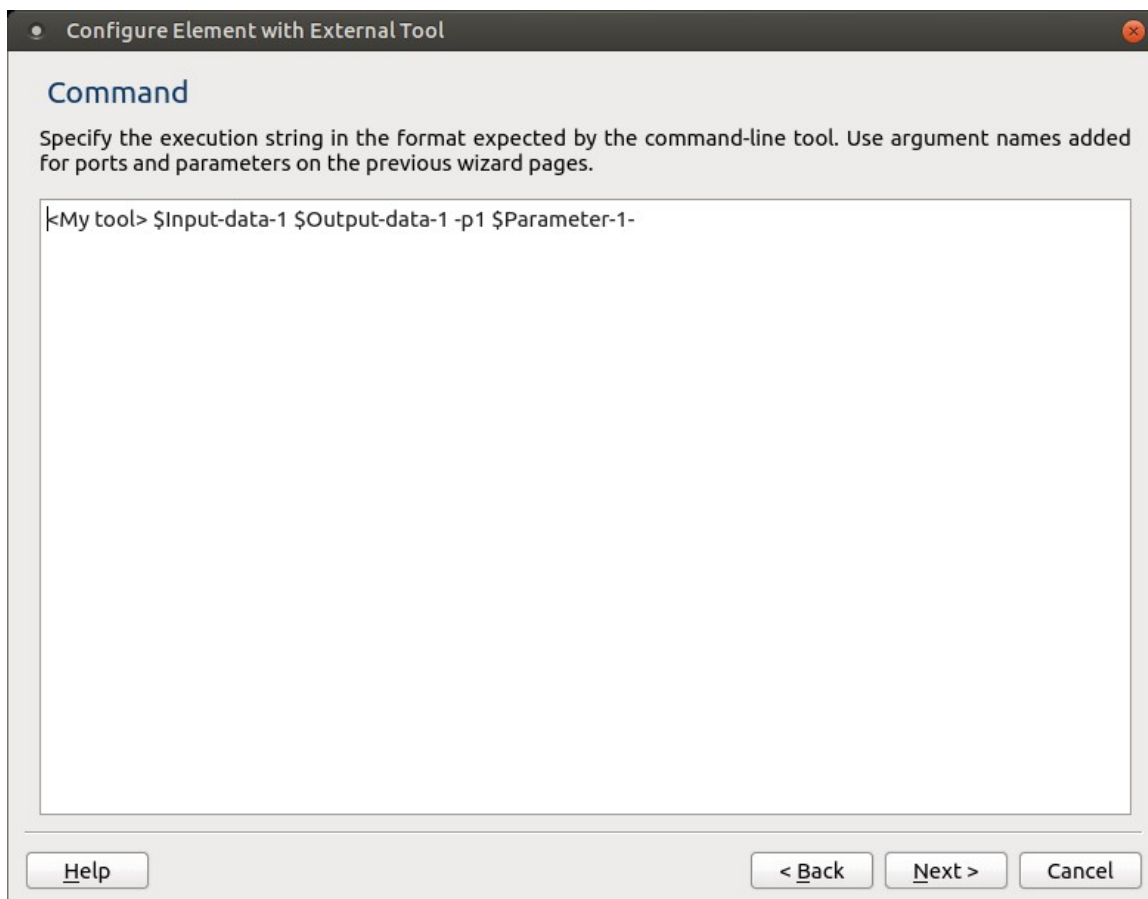 Configure Element with External Tool
Command
Specify the execution string in the format expected by the command-line tool. Use argument names added
for ports and parameters on the previous wizard pages.
<My tool> $Input-data-1 $Output-data-1 -p1 $Parameter-1-
Help
< Back
Next >
Cancel